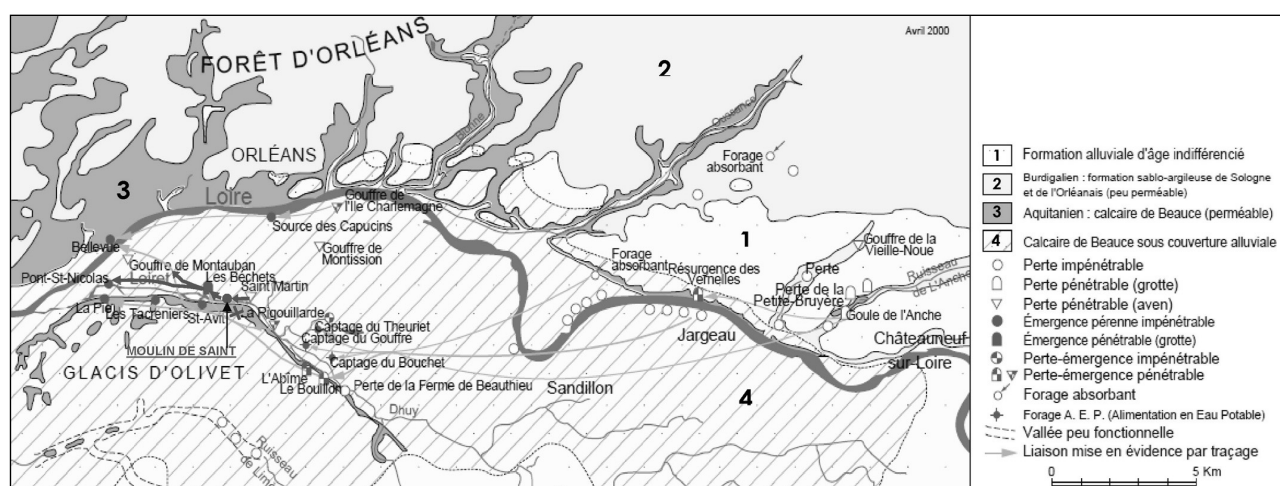 Avril 2000
FORÊT D'ORLÉANS
2
ORLÉANS
Bionne
Oussance
Forage
absorbant
3
Loire
Gouffre de
l'Ile Charlemagne
Source des Capucins
Bellevue
Gouffre de
Montission
1
Gouffre de la
Vieille-Noue
Gouffre de Montauban
Pont-St-Nicolas
Loiret
Les Béchets
Saint Martin
Forage
absorbant
Résurgence des
Vernelles
Perte
Perte de la
Petite-Bruyère
Ruisseau
de L'Anche
La Pie
Les Tacreniers
St-Avit
La Rigouillarde
Goule de l'Anche
Captage du Theuriet
Captage du Gouffre
Jargeau
Châteauneuf
-sur-Loire
MOULIN DE SAINT
Captage du Bouchet
GLACIS D'OLIVET
L'Abîme
Le Bouillon
Perte de la Ferme de Beauthieu
Sandillon
4
Dhuy
Ruisseau
de Lime
1 Formation alluviale d'âge indifférencié
2 Burdigalien : formation sablo-argileuse de Sologne
et de l'Orléanais (peu perméable)
3 Aquitanien : calcaire de Beauce (perméable)
4 Calcaire de Beauce sous couverture alluviale
Perte impénétrable
Perte pénétrable (grotte)
Perte pénétrable (aven)
Émergence pérenne impénétrable
Émergence pénétrable (grotte)
Perte-émergence impénétrable
Perte-émergence pénétrable
Forage absorbant
Forage A. E. P. (Alimentation en Eau Potable)
Vallée peu fonctionnelle
Liaison mise en évidence par traçage
0 5 Km